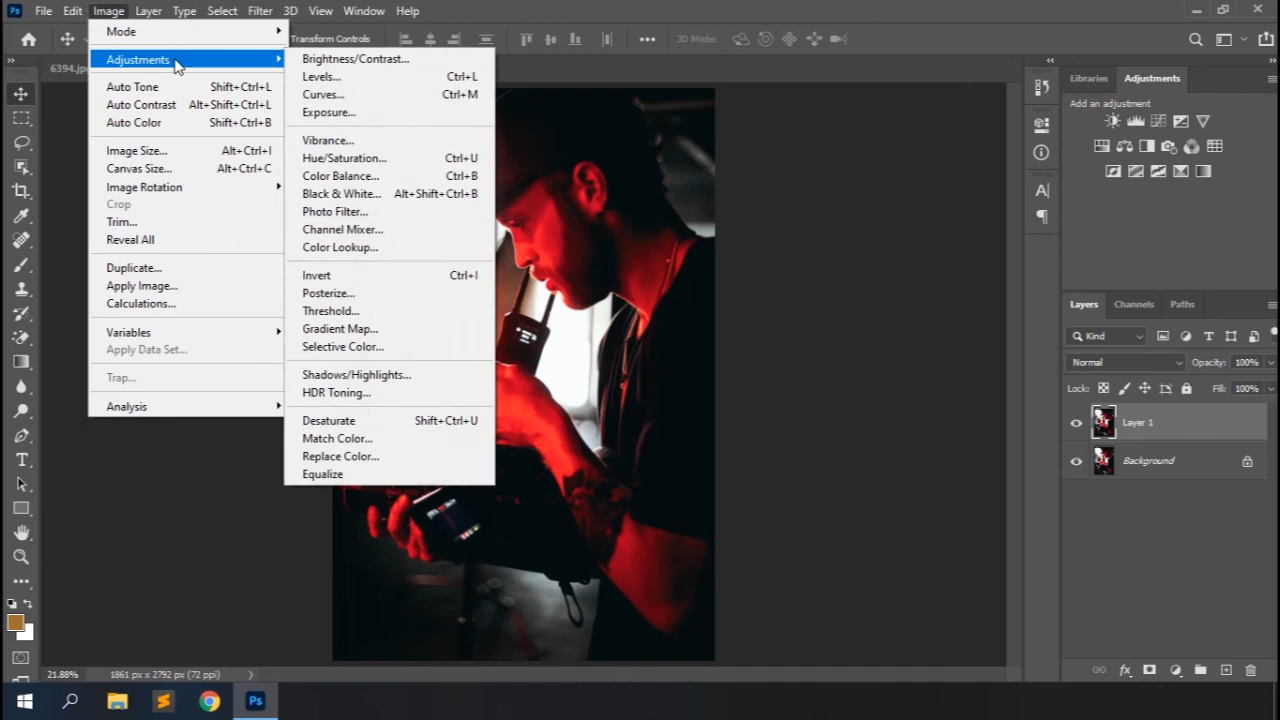 Ps File Edit Image Layer Type Select Filter 3D View Window Help
Transform Controls 3D Mode:
6394.jp
Mode
Adjustments
Auto Tone Shift+Ctrl+L
Auto Contrast Alt+Shift+Ctrl+L
Auto Color Shift+Ctrl+B
Image Size... Alt+Ctrl+I
Canvas Size... Alt+Ctrl+C
Image Rotation
Crop
Trim...
Reveal All
Duplicate...
Apply Image...
Calculations...
Variables
Apply Data Set...
Trap...
Analysis
Brightness/Contrast...
Levels... Ctrl+L
Curves... Ctrl+M
Exposure...
Vibrance...
Hue/Saturation... Ctrl+U
Color Balance... Ctrl+B
Black & White... Alt+Shift+Ctrl+B
Photo Filter...
Channel Mixer...
Color Lookup...
Invert Ctrl+I
Posterize...
Threshold...
Gradient Map...
Selective Color...
Shadows/Highlights...
HDR Toning...
Desaturate Shift+Ctrl+U
Match Color...
Replace Color...
Equalize
Libraries Adjustments
Add an adjustment
Layers Channels Paths
Kind
Normal Opacity: 100%
Lock: Fill: 100%
Layer 1
Background
21.88% 1861 px x 2792 px (72 ppi)
Ps